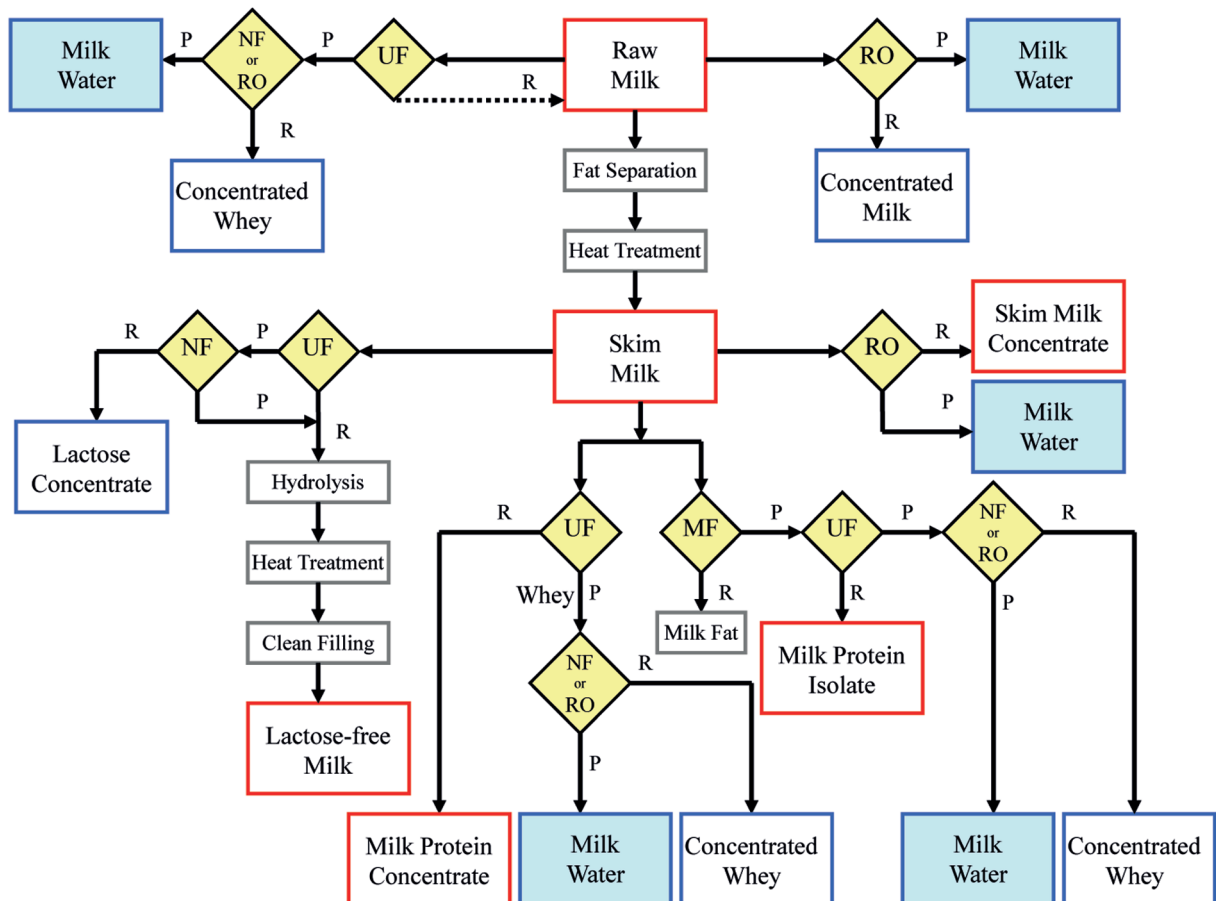 Milk
Water
P
NF
or
RO
P
UF
R
Raw
Milk
RO
P
Milk
Water
R
Concentrated
Whey
R
Concentrated
Milk
Fat Separation
Heat Treatment
R
NF
P
UF
Skim
Milk
RO
R
Skim Milk
Concentrate
P
R
P
Milk
Water
Lactose
Concentrate
Hydrolysis
Heat Treatment
Clean Filling
Lactose-free
Milk
R
UF
MF
P
UF
P
NF
or
RO
R
Whey
P
R
Milk Fat
R
Milk Protein
Isolate
P
NF
or
RO
R
P
Milk Protein
Concentrate
Milk
Water
Concentrated
Whey
Milk
Water
Concentrated
Whey